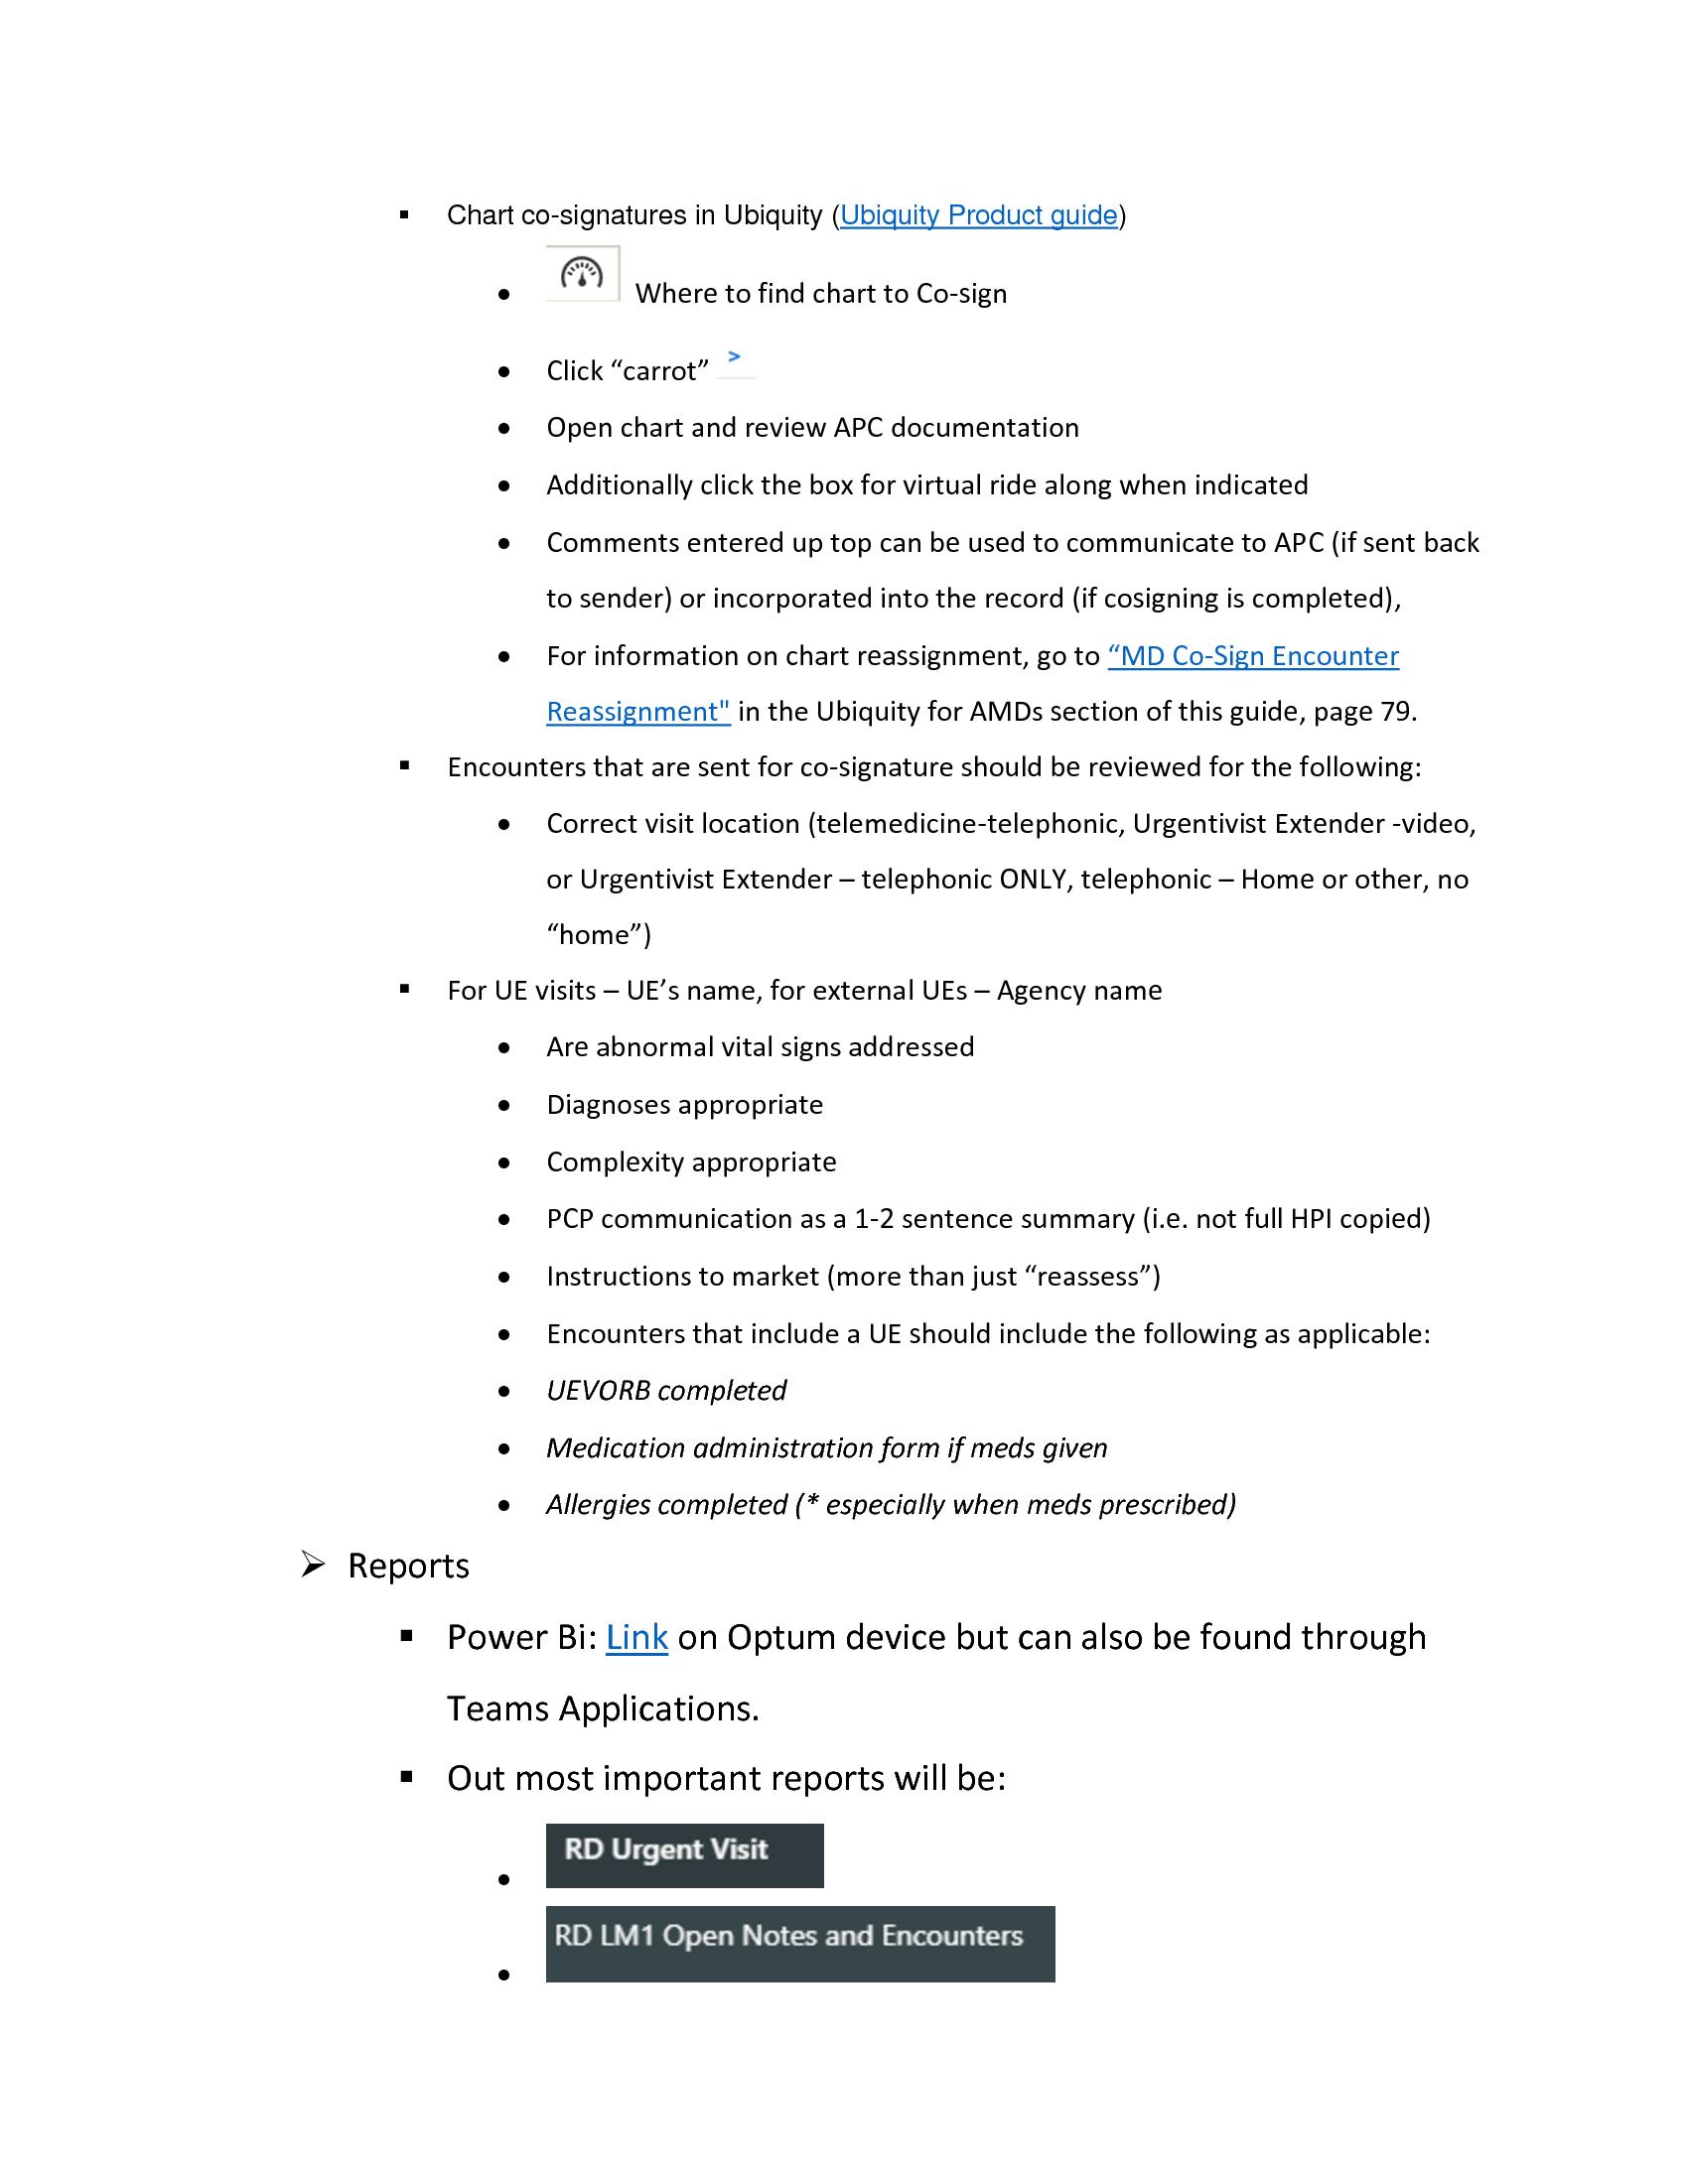 ▪ Chart co-signatures in Ubiquity (Ubiquity Product guide)
• Where to find chart to Co-sign
• Click “carrot” >
• Open chart and review APC documentation
• Additionally click the box for virtual ride along when indicated
• Comments entered up top can be used to communicate to APC (if sent back
to sender) or incorporated into the record (if cosigning is completed),
• For information on chart reassignment, go to “MD Co-Sign Encounter
Reassignment" in the Ubiquity for AMDs section of this guide, page 79.
▪ Encounters that are sent for co-signature should be reviewed for the following:
• Correct visit location (telemedicine-telephonic, Urgentivist Extender -video,
or Urgentivist Extender – telephonic ONLY, telephonic – Home or other, no
“home”)
▪ For UE visits – UE’s name, for external UEs – Agency name
• Are abnormal vital signs addressed
• Diagnoses appropriate
• Complexity appropriate
• PCP communication as a 1-2 sentence summary (i.e. not full HPI copied)
• Instructions to market (more than just “reassess”)
• Encounters that include a UE should include the following as applicable:
• UEVORB completed
• Medication administration form if meds given
• Allergies completed (* especially when meds prescribed)
➢ Reports
▪ Power Bi: Link on Optum device but can also be found through
Teams Applications.
▪ Out most important reports will be:
• RD Urgent Visit
• RD LM1 Open Notes and Encounters